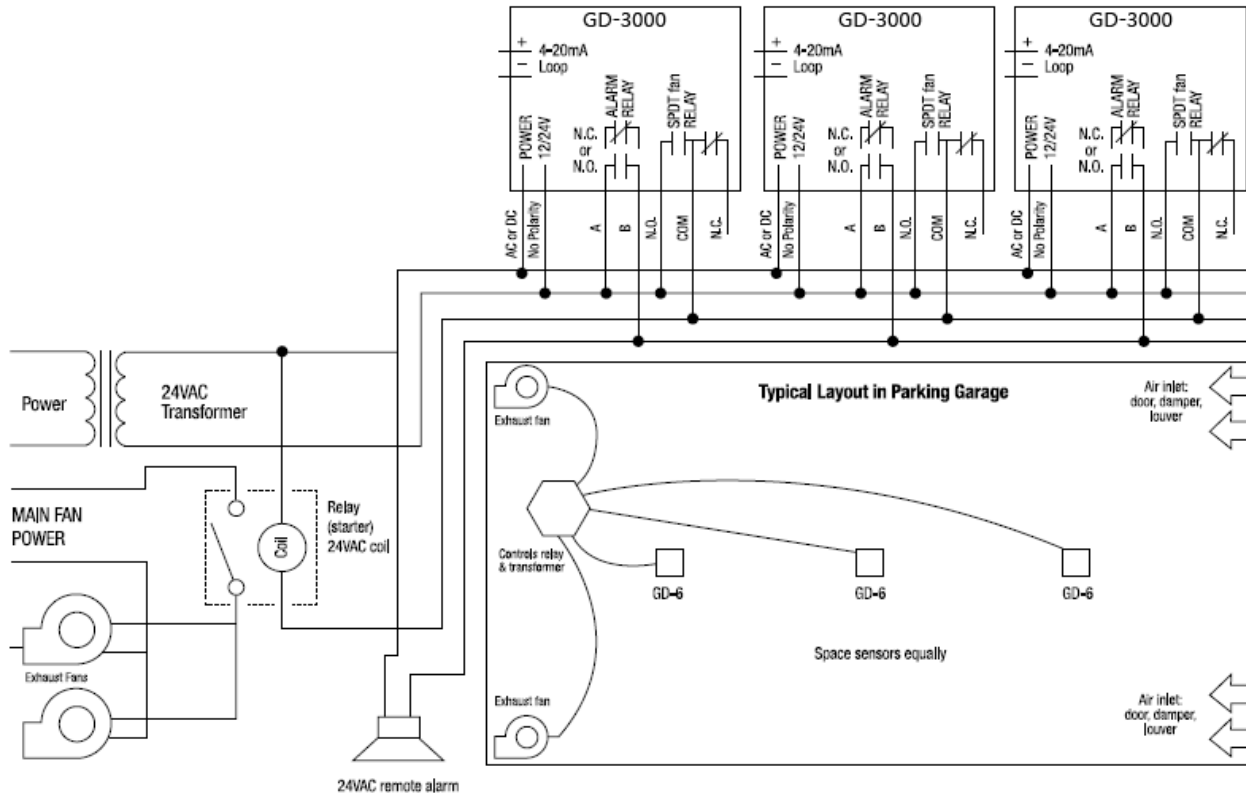 GD-3000
+
4-20mA
−
Loop
POWER
12/24V
N.C.
or
N.O.
ALARM
RELAY
SPDT fan
RELAY
AC or DC
No Polarity
A
B
N.O.
COM
N.C.
GD-3000
+
4-20mA
−
Loop
POWER
12/24V
N.C.
or
N.O.
ALARM
RELAY
SPDT fan
RELAY
AC or DC
No Polarity
A
B
N.O.
COM
N.C.
GD-3000
+
4-20mA
−
Loop
POWER
12/24V
N.C.
or
N.O.
ALARM
RELAY
SPDT fan
RELAY
AC or DC
No Polarity
A
B
N.O.
COM
N.C.
Power
24VAC
Transformer
MAIN FAN
POWER
Relay
(starter)
24VAC coil
Coil
Exhaust Fans
24VAC remote alarm
Typical Layout in Parking Garage
Exhaust fan
Air inlet:
door, damper,
louver
Controls relay
& transformer
GD-6
GD-6
GD-6
Space sensors equally
Exhaust fan
Air inlet:
door, damper,
louver